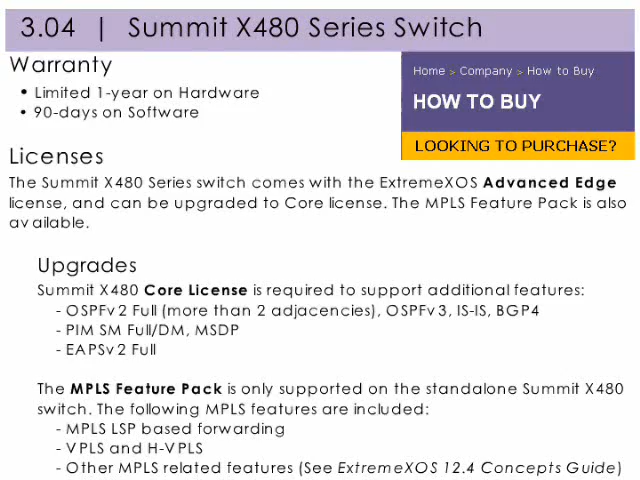 3.04 | Summit X480 Series Switch
Warranty
• Limited 1-year on Hardware
• 90-days on Software
Home > Company > How to Buy
HOW TO BUY
LOOKING TO PURCHASE?
Licenses
The Summit X480 Series switch comes with the ExtremeXOS Advanced Edge
license, and can be upgraded to Core license. The MPLS Feature Pack is also
available.
Upgrades
Summit X480 Core License is required to support additional features:
- OSPFv2 Full (more than 2 adjacencies), OSPFv3, IS-IS, BGP4
- PIM SM Full/DM, MSDP
- EAPSv2 Full
The MPLS Feature Pack is only supported on the standalone Summit X480
switch. The following MPLS features are included:
- MPLS LSP based forwarding
- VPLS and H-VPLS
- Other MPLS related features (See ExtremeXOS 12.4 Concepts Guide)